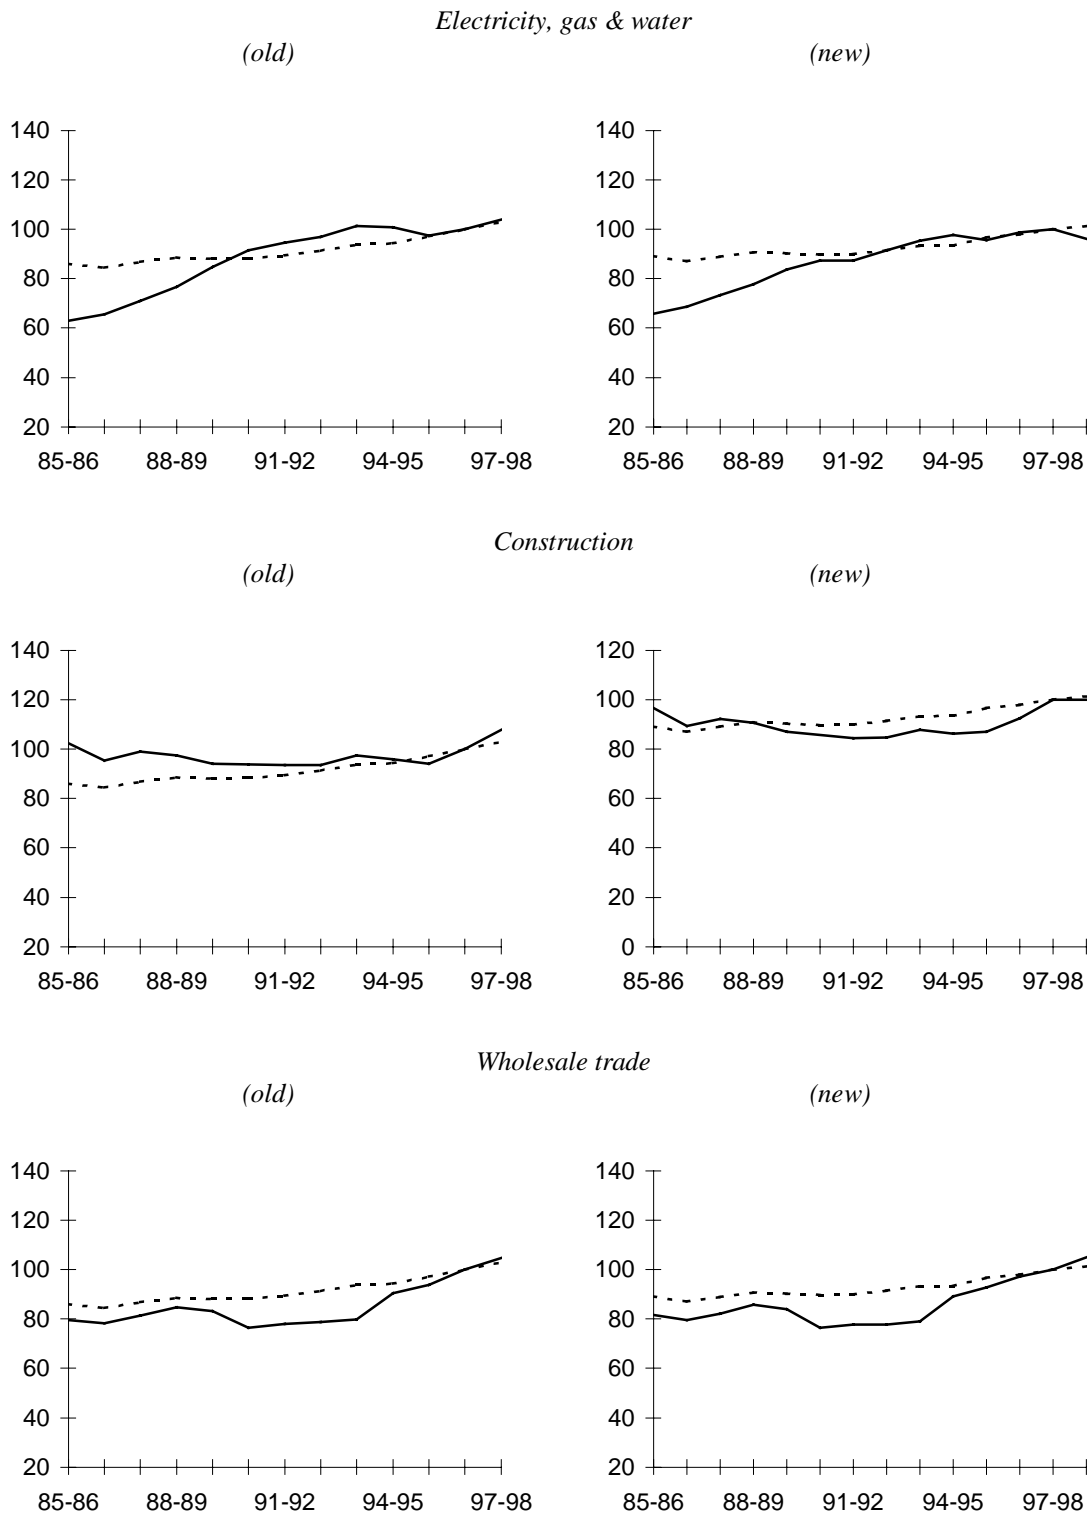 Electricity, gas & water
(old) (new)
140 140
120 120
100 100
80 80
60 60
40 40
20 20
85-86 88-89 91-92 94-95 97-98 85-86 88-89 91-92 94-95 97-98
Construction
(old) (new)
140 120
120 100
100 80
80 60
60 40
40 20
20 0
85-86 88-89 91-92 94-95 97-98 85-86 88-89 91-92 94-95 97-98
Wholesale trade
(old) (new)
140 140
120 120
100 100
80 80
60 60
40 40
20 20
85-86 88-89 91-92 94-95 97-98 85-86 88-89 91-92 94-95 97-98